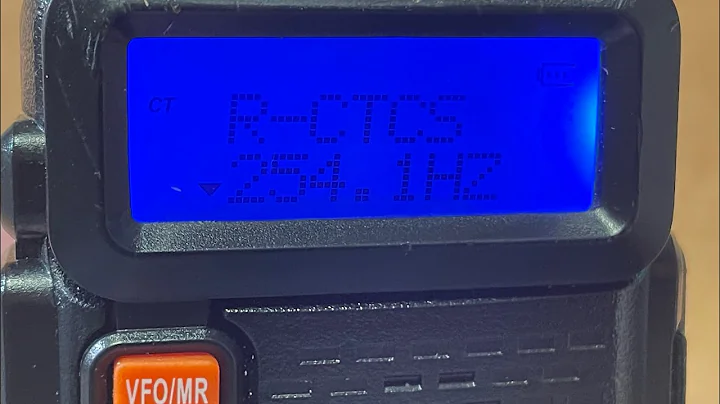 CT
R-CTCS
254.1HZ
VFO/MR